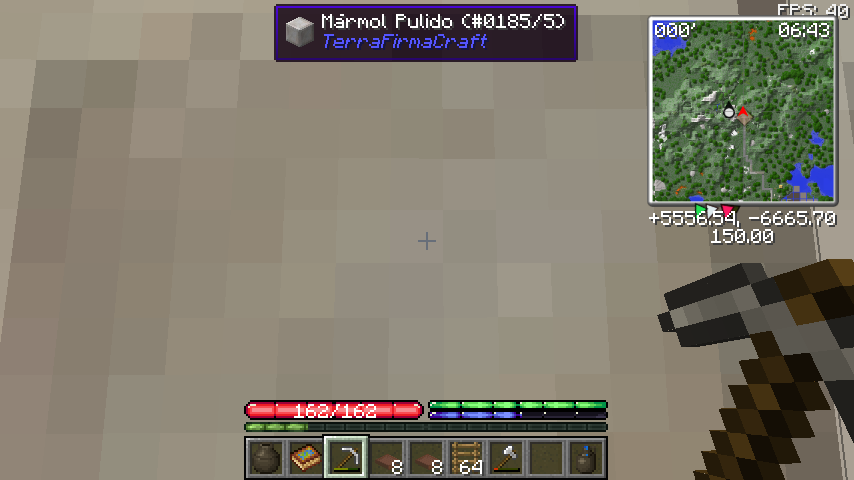 Mármol Pulido (#0185/5)
TerraFirmaCraft
FPS: 40
000'
06:43
+5556.54, -6665.70
150.00
162/162
8
8
64